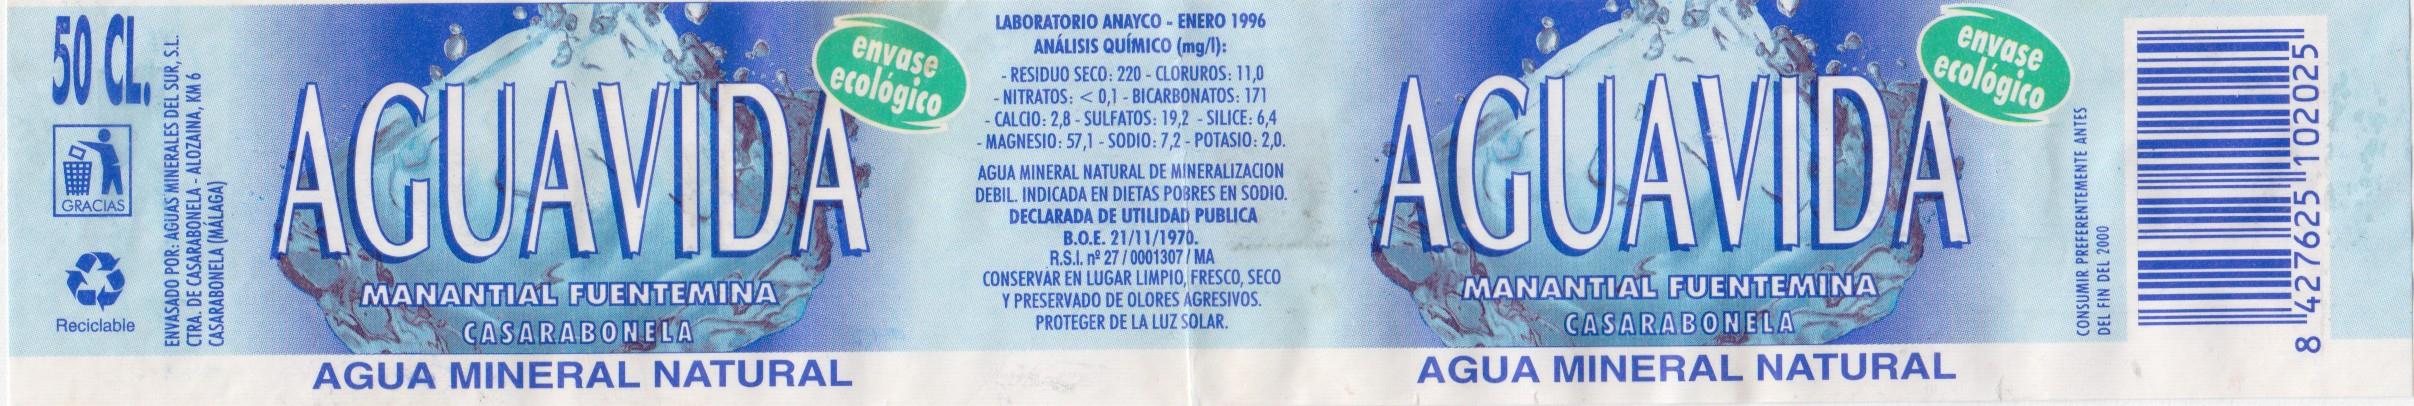 50 CL.
GRACIAS
Reciclable
ENVASADO POR: AGUAS MINERALES DEL SUR, S.L.
CTRA. DE CASARABONELA - ALOZAINA, KM 6
CASARABONELA (MÁLAGA)
envase
ecológico
AGUAVIDA
MANANTIAL FUENTEMINA
CASARABONELA
AGUA MINERAL NATURAL
LABORATORIO ANAYCO - ENERO 1996
ANÁLISIS QUÍMICO (mg/l):
- RESIDUO SECO: 220 - CLORUROS: 11,0
- NITRATOS: < 0,1 - BICARBONATOS: 171
- CALCIO: 2,8 - SULFATOS: 19,2 - SILICE: 6,4
- MAGNESIO: 57,1 - SODIO: 7,2 - POTASIO: 2,0.
AGUA MINERAL NATURAL DE MINERALIZACION
DEBIL. INDICADA EN DIETAS POBRES EN SODIO.
DECLARADA DE UTILIDAD PUBLICA
B.O.E. 21/11/1970.
R.S.I. nº 27 / 0001307 / MA
CONSERVAR EN LUGAR LIMPIO, FRESCO, SECO
Y PRESERVADO DE OLORES AGRESIVOS.
PROTEGER DE LA LUZ SOLAR.
envase
ecológico
AGUAVIDA
MANANTIAL FUENTEMINA
CASARABONELA
AGUA MINERAL NATURAL
CONSUMIR PREFERENTEMENTE ANTES
DEL FIN DEL 2000
8 427625 102025